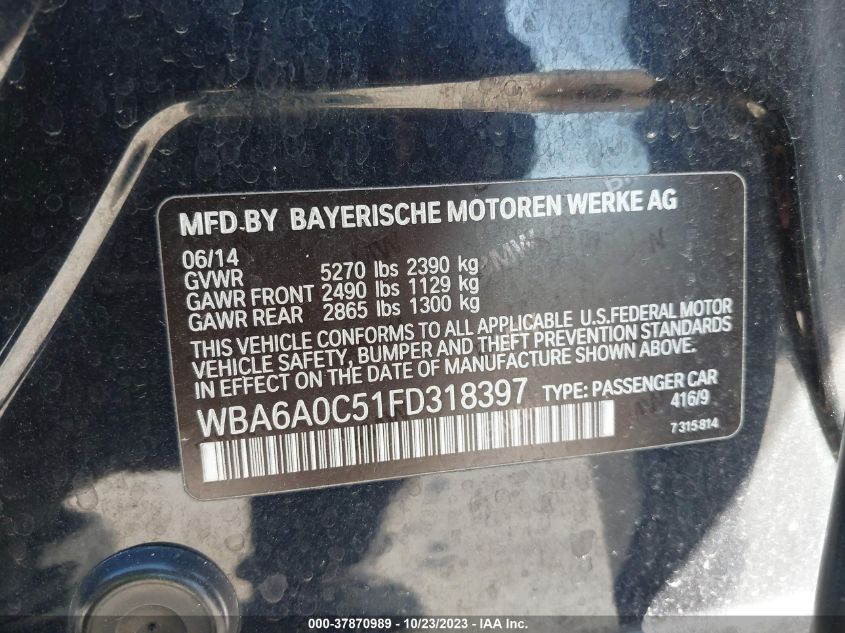 MFD.BY BAYERISCHE MOTOREN WERKE AG
06/14
GVWR 5270 lbs 2390 kg
GAWR FRONT 2490 lbs 1129 kg
GAWR REAR 2865 lbs 1300 kg
THIS VEHICLE CONFORMS TO ALL APPLICABLE U.S.FEDERAL MOTOR
VEHICLE SAFETY, BUMPER AND THEFT PREVENTION STANDARDS
IN EFFECT ON THE DATE OF MANUFACTURE SHOWN ABOVE.
WBA6A0C51FD318397 TYPE: PASSENGER CAR
416/9
7 315 814
000-37870989 - 10/23/2023 - IAA Inc.